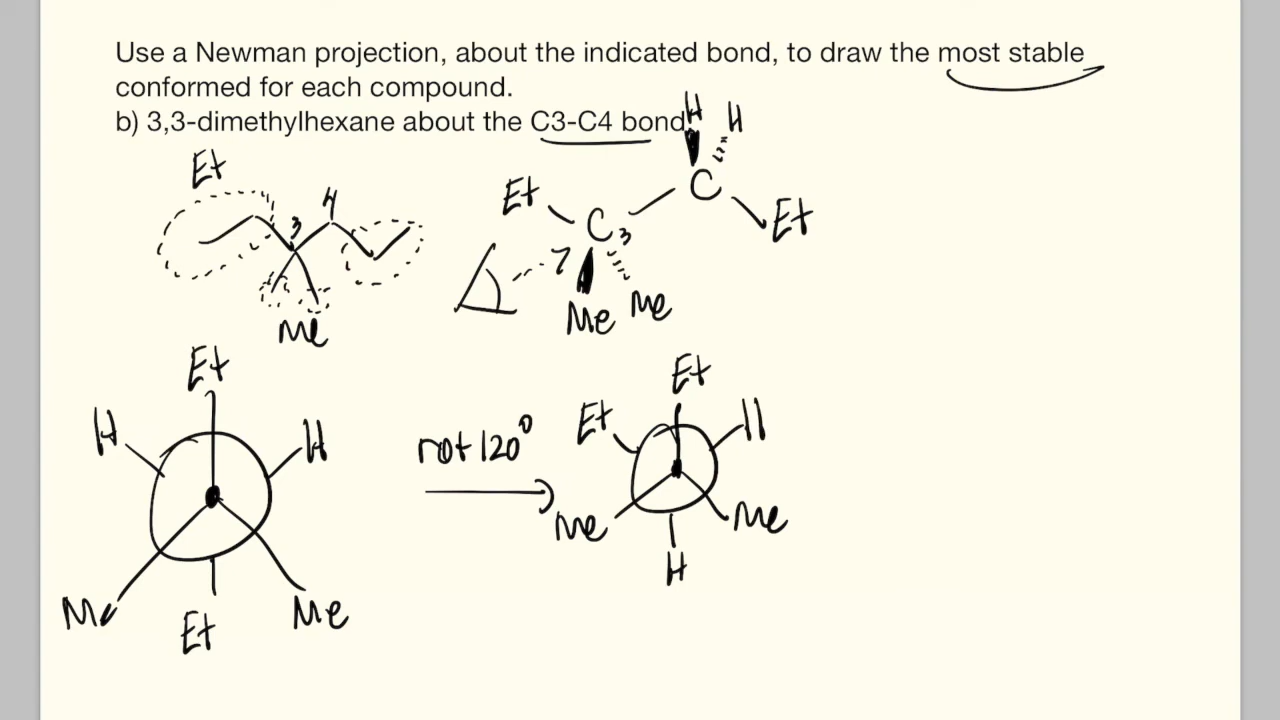 Use a Newman projection, about the indicated bond, to draw the most stable
conformed for each compound.
b) 3,3-dimethylhexane about the C3-C4 bond
H H
Et
4
3
Me
C
Et
C3
Et
Me Me
Et
H H
Me Me
Et
rot 120°
Et
Et H
Me Me
H